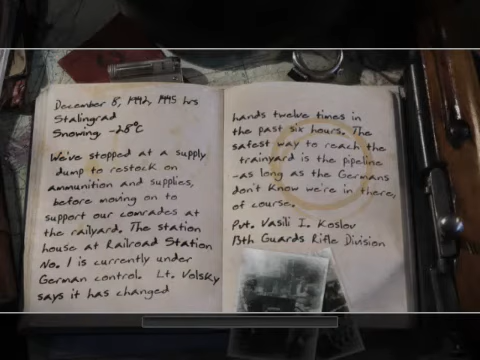 December 8, 1942, 1445 hrs
Stalingrad
Snowing, -28°C
We've stopped at a supply
dump to restock on
ammunition and supplies,
before moving on to
support our comrades at
the railyard. The station
house at Railroad Station
No. 1 is currently under
German control. Lt. Volsky
says it has changed
hands twelve times in
the past six hours. The
safest way to reach the
trainyard is the pipeline
-as long as the Germans
don't know we're in there,
of course.
Pvt. Vasili I. Koslov
13th Guards Rifle Division